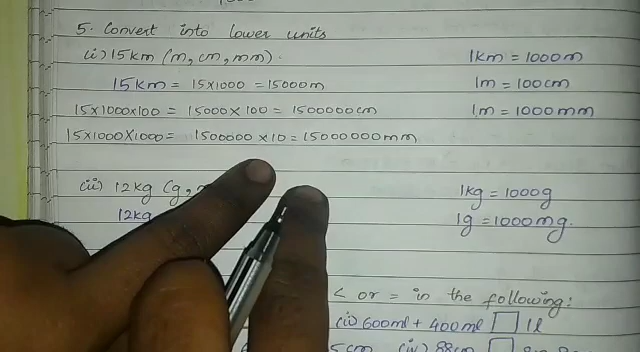 5. Convert into lower units
(i) 15km (m, cm, mm).
1km = 1000m
15km = 15x1000 = 15000m
1m = 100cm
15x1000x100 = 15000x100 = 1500000cm
1m = 1000mm
15x1000x1000 = 1500000x10 = 15000000mm
(ii) 12kg (g,
1kg = 1000g
12kg
1g = 1000mg.
< or = in the following:
(ii) 600ml + 400ml □ 1l
5cm (iv) 88cm □